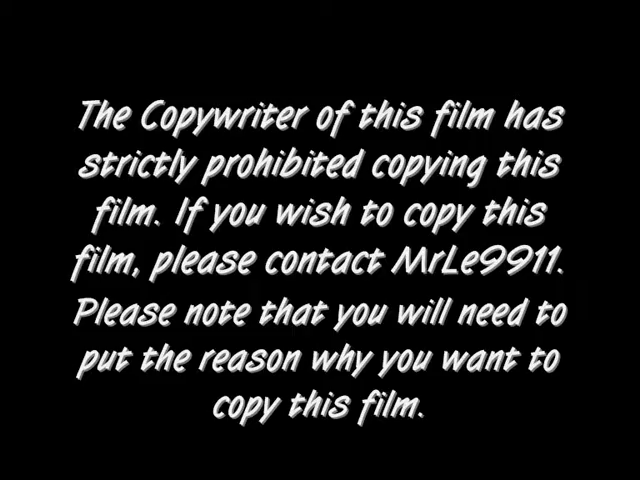 The Copywriter of this film has
strictly prohibited copying this
film. If you wish to copy this
film, please contact MrLe9911.
Please note that you will need to
put the reason why you want to
copy this film.